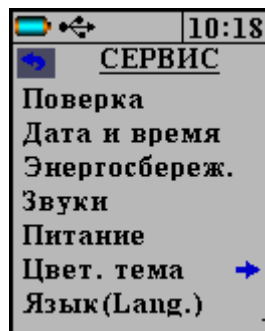 10:18
СЕРВИС
Поверка
Дата и время
Энергосбереж.
Звуки
Питание
Цвет. тема
Язык(Lang.)